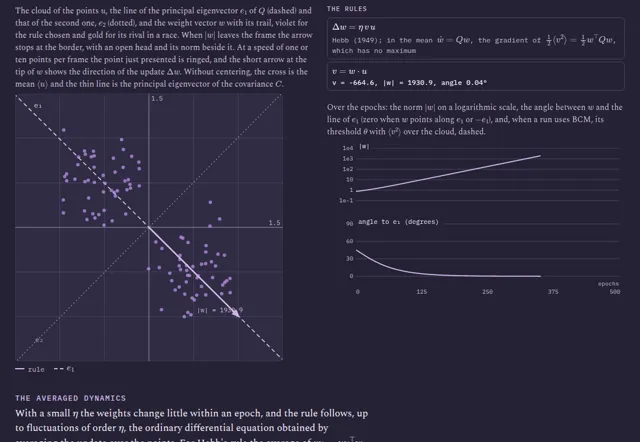 The cloud of the points u, the line of the principal eigenvector e₁ of Q (dashed) and
that of the second one, e₂ (dotted), and the weight vector w with its trail, violet for
the rule chosen and gold for its rival in a race. When |w| leaves the frame the arrow
stops at the border, with an open head and its norm beside it. At a speed of one or
ten points per frame the point just presented is ringed, and the short arrow at the
tip of w shows the direction of the update Δw. Without centering, the cross is the
mean ⟨u⟩ and the thin line is the principal eigenvector of the covariance C.
e₁
1.5
1.5
|w| = 1930.9
e₂
rule
e₁
THE AVERAGED DYNAMICS
With a small η the weights change little within an epoch, and the rule follows, up
to fluctuations of order η, the ordinary differential equation obtained by
THE RULES
Δw = η v u
Hebb (1949); in the mean ẇ = Qw, the gradient of ½⟨v²⟩ = ½ w⊤Qw,
which has no maximum
v = w · u
v = -664.6, |w| = 1930.9, angle 0.04°
Over the epochs: the norm |w| on a logarithmic scale, the angle between w and the
line of e₁ (zero when w points along e₁ or −e₁), and, when a run uses BCM, its
threshold θ with ⟨v²⟩ over the cloud, dashed.
|w|
1e4
1e3
100
10
1
1e-1
angle to e₁ (degrees)
90
60
30
0
0 125 250 375 500
epochs